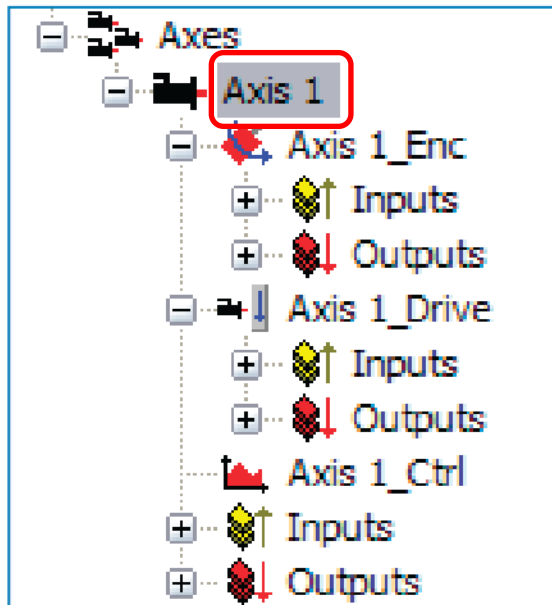 Axes
Axis 1
Axis 1_Enc
Inputs
Outputs
Axis 1_Drive
Inputs
Outputs
Axis 1_Ctrl
Inputs
Outputs